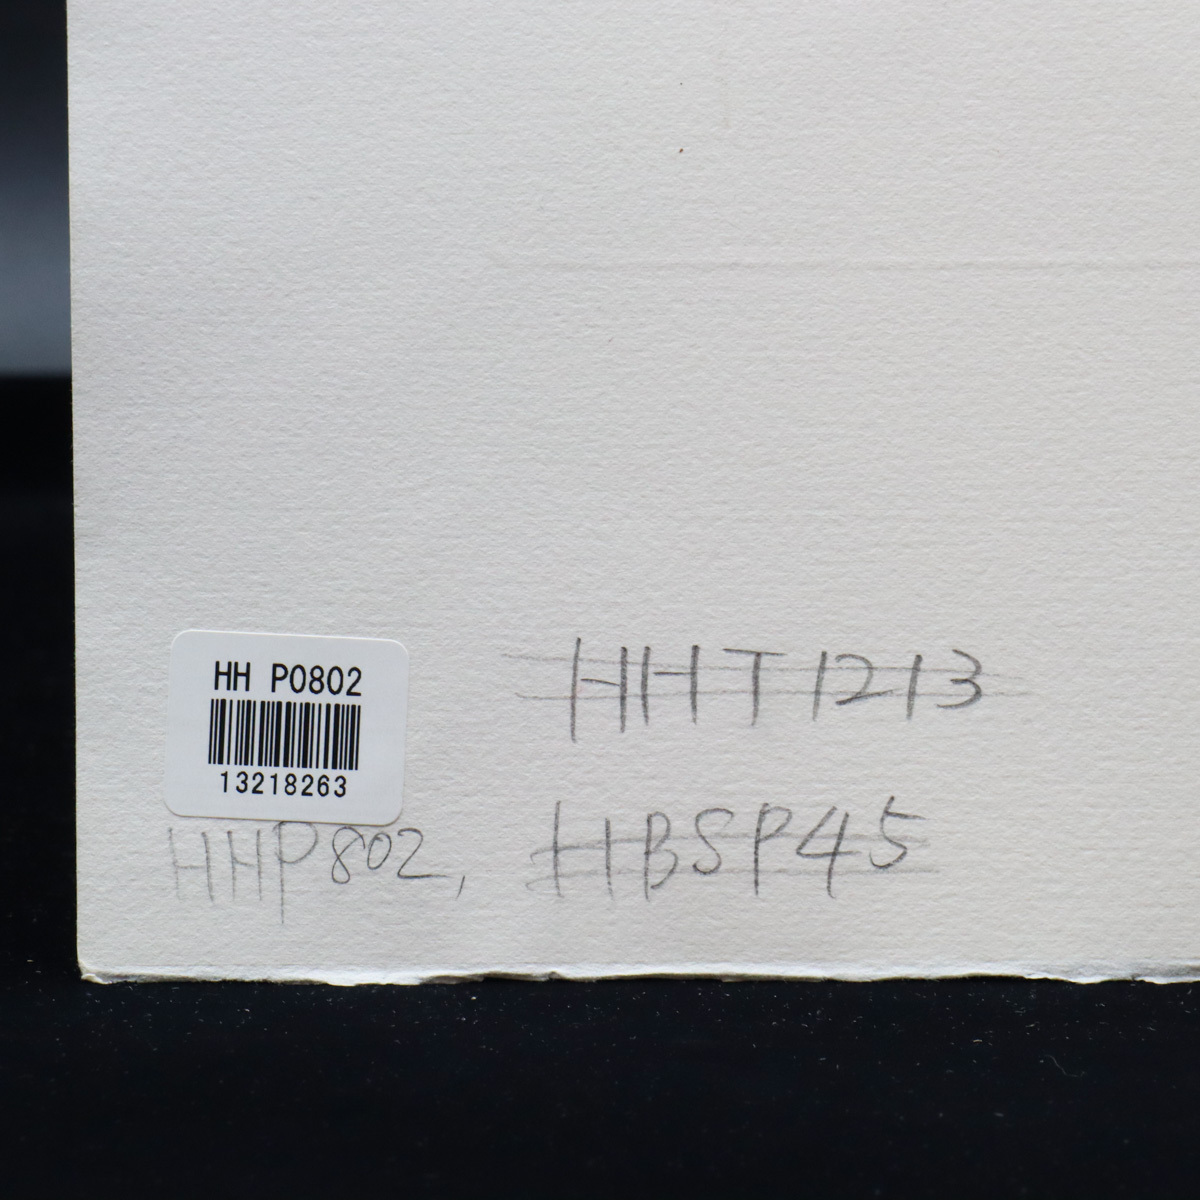 HH P0802
13218263
HHT1213
HHP802,
HBSP45